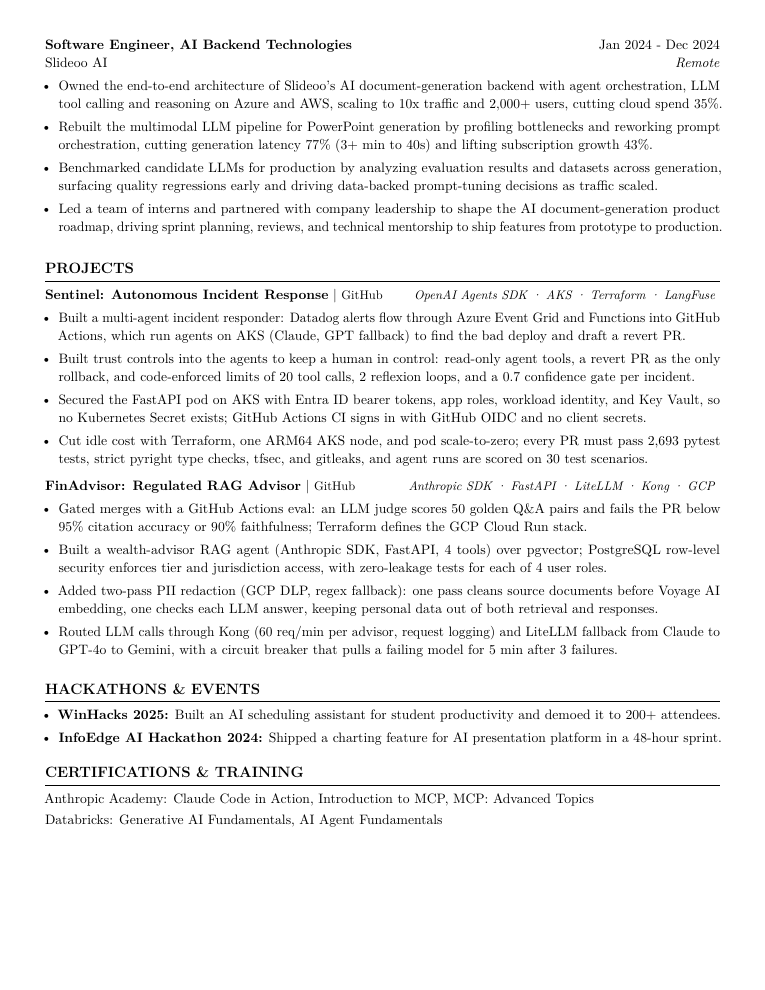 Software Engineer, AI Backend Technologies Jan 2024 - Dec 2024
Slideoo AI Remote
• Owned the end-to-end architecture of Slideoo's AI document-generation backend with agent orchestration, LLM
tool calling and reasoning on Azure and AWS, scaling to 10x traffic and 2,000+ users, cutting cloud spend 35%.
• Rebuilt the multimodal LLM pipeline for PowerPoint generation by profiling bottlenecks and reworking prompt
orchestration, cutting generation latency 77% (3+ min to 40s) and lifting subscription growth 43%.
• Benchmarked candidate LLMs for production by analyzing evaluation results and datasets across generation,
surfacing quality regressions early and driving data-backed prompt-tuning decisions as traffic scaled.
• Led a team of interns and partnered with company leadership to shape the AI document-generation product
roadmap, driving sprint planning, reviews, and technical mentorship to ship features from prototype to production.
PROJECTS
Sentinel: Autonomous Incident Response | GitHub OpenAI Agents SDK · AKS · Terraform · LangFuse
• Built a multi-agent incident responder: Datadog alerts flow through Azure Event Grid and Functions into GitHub
Actions, which run agents on AKS (Claude, GPT fallback) to find the bad deploy and draft a revert PR.
• Built trust controls into the agents to keep a human in control: read-only agent tools, a revert PR as the only
rollback, and code-enforced limits of 20 tool calls, 2 reflexion loops, and a 0.7 confidence gate per incident.
• Secured the FastAPI pod on AKS with Entra ID bearer tokens, app roles, workload identity, and Key Vault, so
no Kubernetes Secret exists; GitHub Actions CI signs in with GitHub OIDC and no client secrets.
• Cut idle cost with Terraform, one ARM64 AKS node, and pod scale-to-zero; every PR must pass 2,693 pytest
tests, strict pyright type checks, tfsec, and gitleaks, and agent runs are scored on 30 test scenarios.
FinAdvisor: Regulated RAG Advisor | GitHub Anthropic SDK · FastAPI · LiteLLM · Kong · GCP
• Gated merges with a GitHub Actions eval: an LLM judge scores 50 golden Q&A pairs and fails the PR below
95% citation accuracy or 90% faithfulness; Terraform defines the GCP Cloud Run stack.
• Built a wealth-advisor RAG agent (Anthropic SDK, FastAPI, 4 tools) over pgvector; PostgreSQL row-level
security enforces tier and jurisdiction access, with zero-leakage tests for each of 4 user roles.
• Added two-pass PII redaction (GCP DLP, regex fallback): one pass cleans source documents before Voyage AI
embedding, one checks each LLM answer, keeping personal data out of both retrieval and responses.
• Routed LLM calls through Kong (60 req/min per advisor, request logging) and LiteLLM fallback from Claude to
GPT-4o to Gemini, with a circuit breaker that pulls a failing model for 5 min after 3 failures.
HACKATHONS & EVENTS
• WinHacks 2025: Built an AI scheduling assistant for student productivity and demoed it to 200+ attendees.
• InfoEdge AI Hackathon 2024: Shipped a charting feature for AI presentation platform in a 48-hour sprint.
CERTIFICATIONS & TRAINING
Anthropic Academy: Claude Code in Action, Introduction to MCP, MCP: Advanced Topics
Databricks: Generative AI Fundamentals, AI Agent Fundamentals